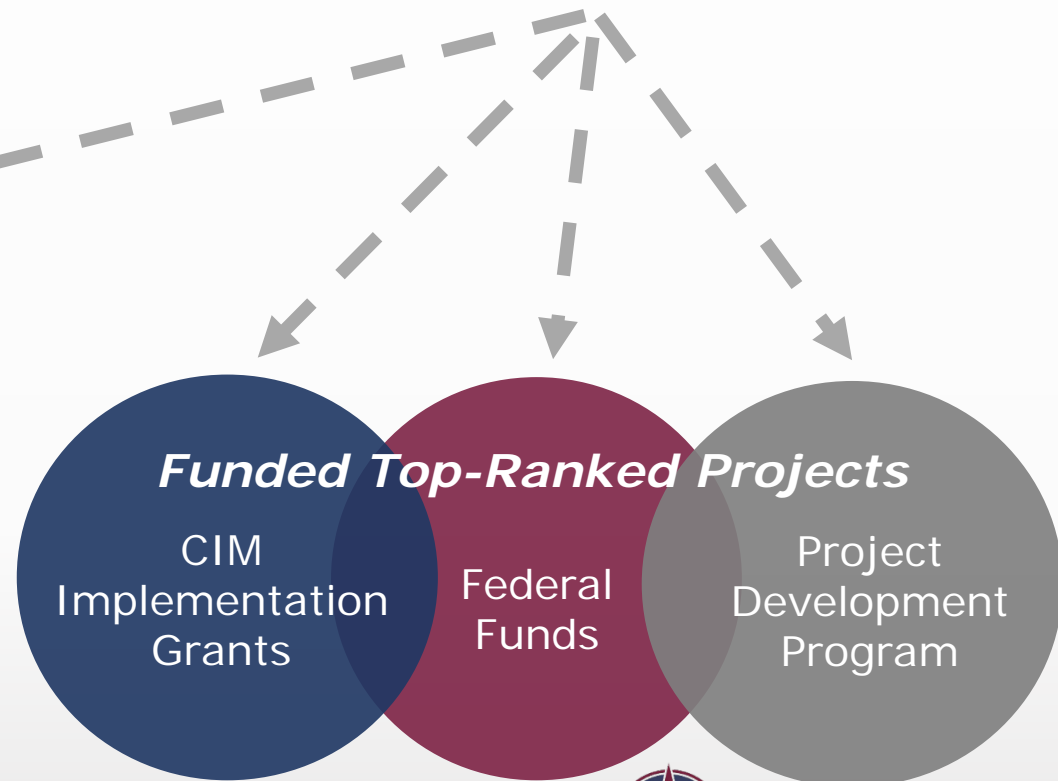 Funded Top-Ranked Projects
CIM
Implementation
Grants
Federal
Funds
Project
Development
Program